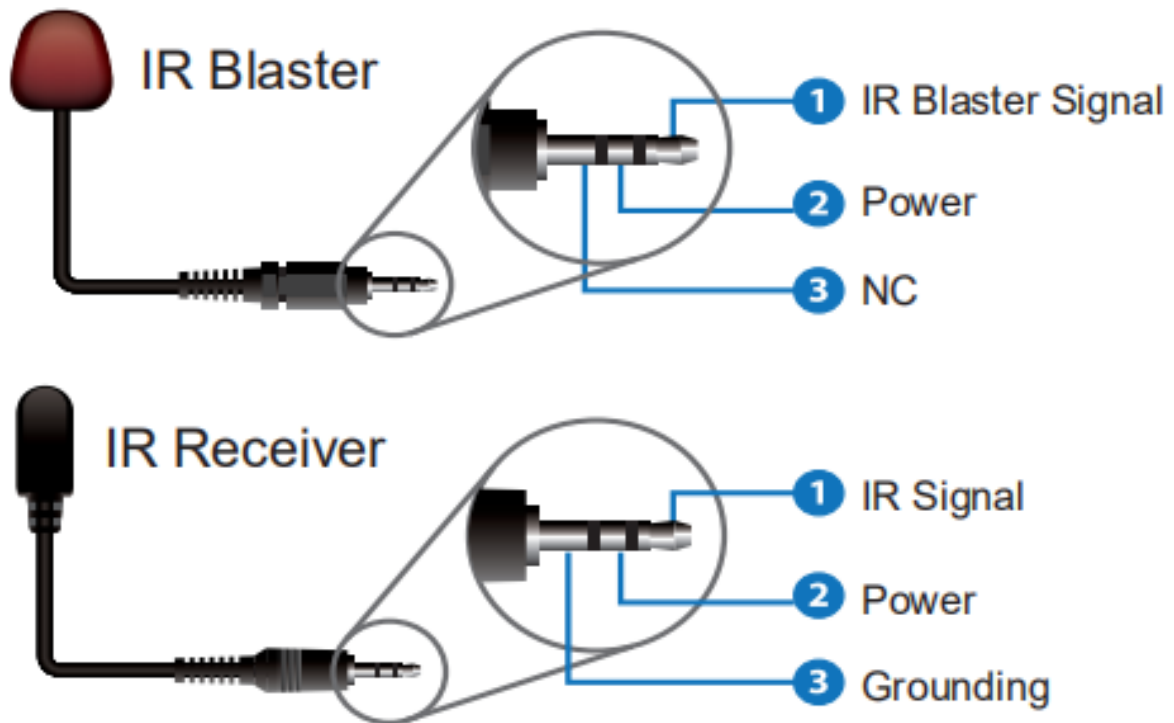 IR Blaster
1 IR Blaster Signal
2 Power
3 NC
IR Receiver
1 IR Signal
2 Power
3 Grounding